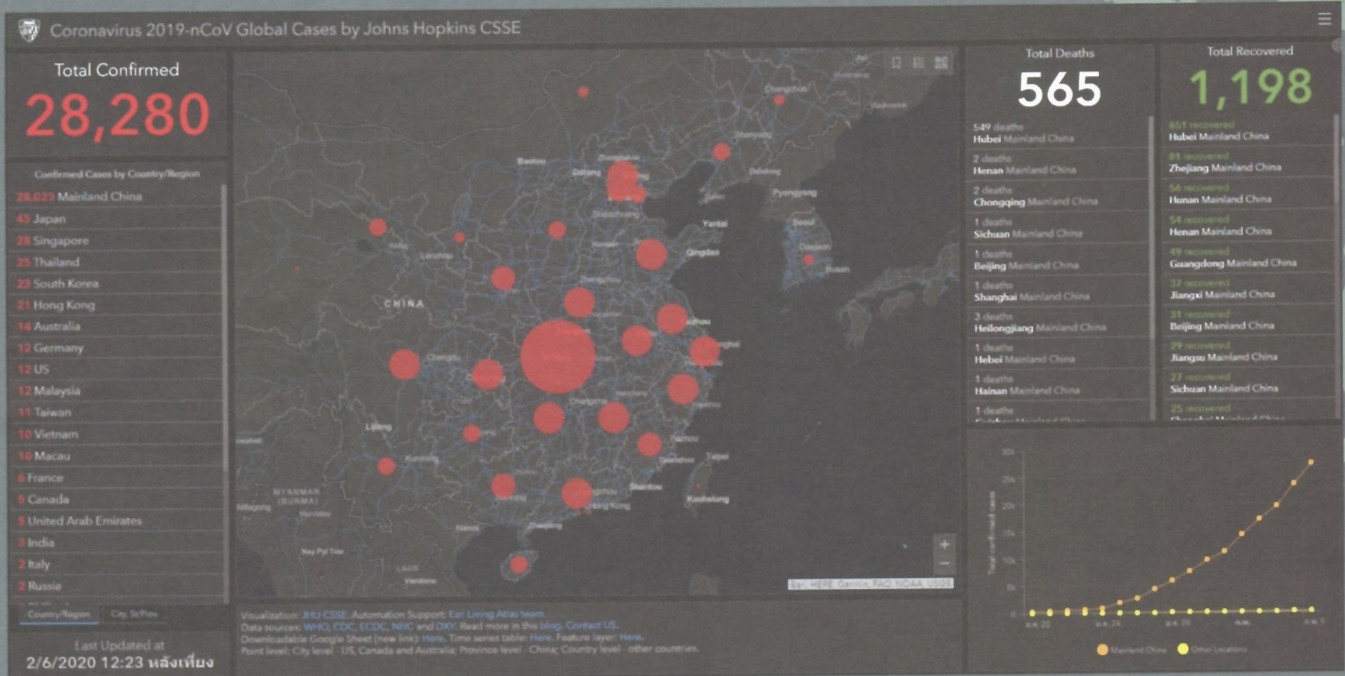 Coronavirus 2019-nCoV Global Cases by Johns Hopkins CSSE
Total Confirmed
28,280
Confirmed Cases by Country/Region
28,023 Mainland China
45 Japan
28 Singapore
25 Thailand
23 South Korea
21 Hong Kong
14 Australia
12 Germany
12 US
12 Malaysia
11 Taiwan
10 Vietnam
10 Macau
6 France
5 Canada
5 United Arab Emirates
3 India
2 Italy
2 Russia
Country/Region
City, St/Prov
Last Updated at
2/6/2020 12:23 หลังเที่ยง
Changchun
Shenyang
Baotou
Datong
Pyongyang
Seoul
Yantai
Qingdao
Lanzhou
Busan
CHINA
Chengdu
Lijiang
Kunming
Taipei
Shantou
Kaohsiung
Hong Kong
MYANMAR
(BURMA)
Mandalay
Hanoi
Zhanjiang
Nay Pyi Taw
LAOS
Vientiane
Esri, HERE, Garmin, FAO, NOAA, USGS
Visualization: JHU CSSE. Automation Support: Esri Living Atlas team.
Data sources: WHO, CDC, ECDC, NHC and DXY. Read more in this blog. Contact US.
Downloadable Google Sheet (new link): Here. Time series table: Here. Feature layer: Here.
Point level: City level - US, Canada and Australia; Province level - China; Country level - other countries.
Total Deaths
565
549 deaths
Hubei Mainland China
2 deaths
Henan Mainland China
2 deaths
Chongqing Mainland China
1 deaths
Sichuan Mainland China
1 deaths
Beijing Mainland China
1 deaths
Shanghai Mainland China
3 deaths
Heilongjiang Mainland China
1 deaths
Hebei Mainland China
1 deaths
Hainan Mainland China
1 deaths
Total Recovered
1,198
651 recovered
Hubei Mainland China
81 recovered
Zhejiang Mainland China
56 recovered
Hunan Mainland China
54 recovered
Henan Mainland China
49 recovered
Guangdong Mainland China
37 recovered
Jiangxi Mainland China
31 recovered
Beijing Mainland China
29 recovered
Jiangsu Mainland China
27 recovered
Sichuan Mainland China
25 recovered
Total confirmed cases
30k
25k
20k
15k
10k
5k
0
ม.ค. 20
ม.ค. 24
ก.พ. 5
Mainland China
Other Locations